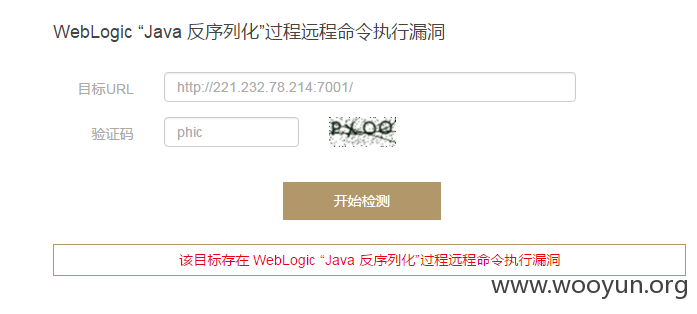 WebLogic “Java 反序列化”过程远程命令执行漏洞
目标URL http://221.232.78.214:7001/
验证码 phic PXOO
开始检测
该目标存在 WebLogic “Java 反序列化”过程远程命令执行漏洞
www.wooyun.org